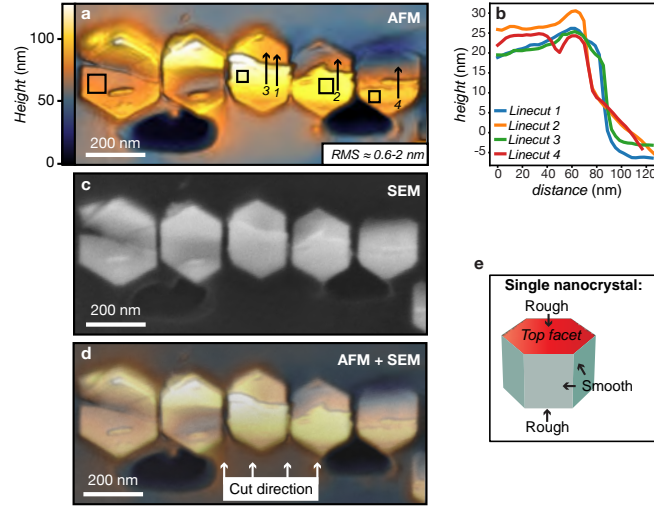 a
AFM
Height (nm)
100
50
0
200 nm
RMS ≈ 0.6-2 nm
3
1
2
4
b
height (nm)
30
25
20
15
10
5
0
-5
Linecut 1
Linecut 2
Linecut 3
Linecut 4
0 20 40 60 80 100 120
distance (nm)
c
SEM
200 nm
d
AFM + SEM
200 nm
Cut direction
e
Single nanocrystal:
Rough
Top facet
Smooth
Rough